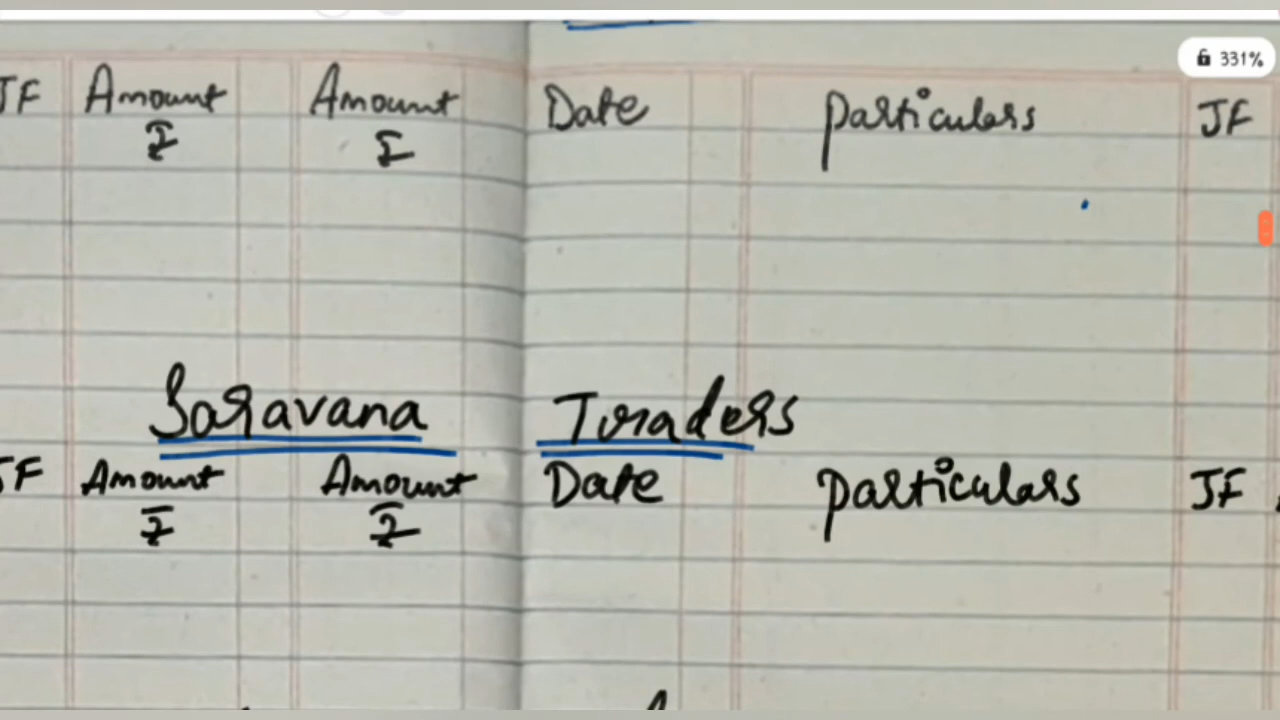 331%
JF Amount Amount Date Particulars JF
₹ ₹
Saravana Traders
JF Amount Amount Date Particulars JF
₹ ₹